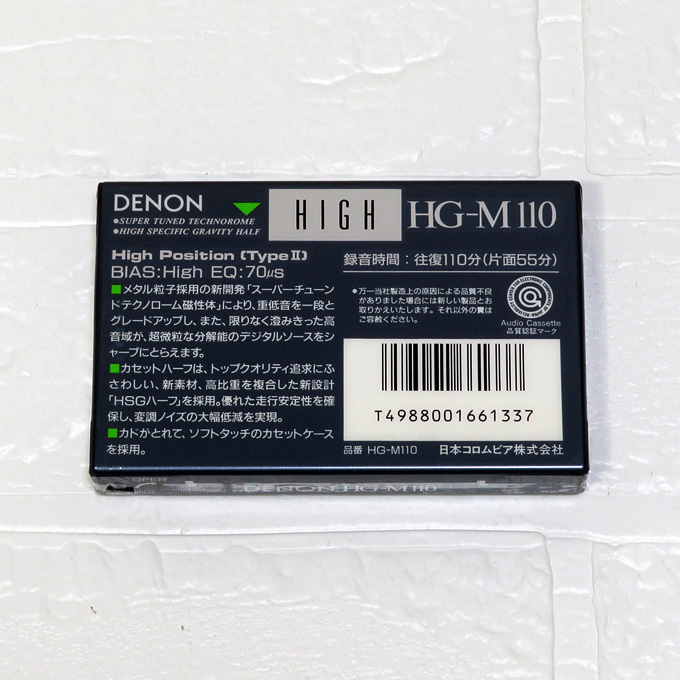 DENON
●SUPER TUNED TECHNOROME
●HIGH SPECIFIC GRAVITY HALF
HIGH
HG-M 110
High Position (TypeⅡ)
BIAS:High EQ:70μs
■メタル粒子採用の新開発「スーパーチューン
ドテクノローム磁性体」により、重低音を一段と
グレードアップし、また、限りなく澄みきった高
音域が、超微粒な分解能のデジタルソースをシ
ャープにとらえます。
■カセットハーフは、トップクオリティ追求にふ
さわしい、新素材、高比重を複合した新設計
「HSGハーフ」を採用。優れた走行安定性を確
保し、変調ノイズの大幅低減を実現。
■カドがとれて、ソフトタッチのカセットケース
を採用。
録音時間：往復110分(片面55分)
●万一当社製造上の原因による品質不良
がありました場合には新しい製品とお
取りかえいたします。それ以外の責は
ご容赦ください。
Audio Cassette
品質認証マーク
T4988001661337
品番 HG-M110
日本コロムビア株式会社
OPEN
DENON HG-M 110